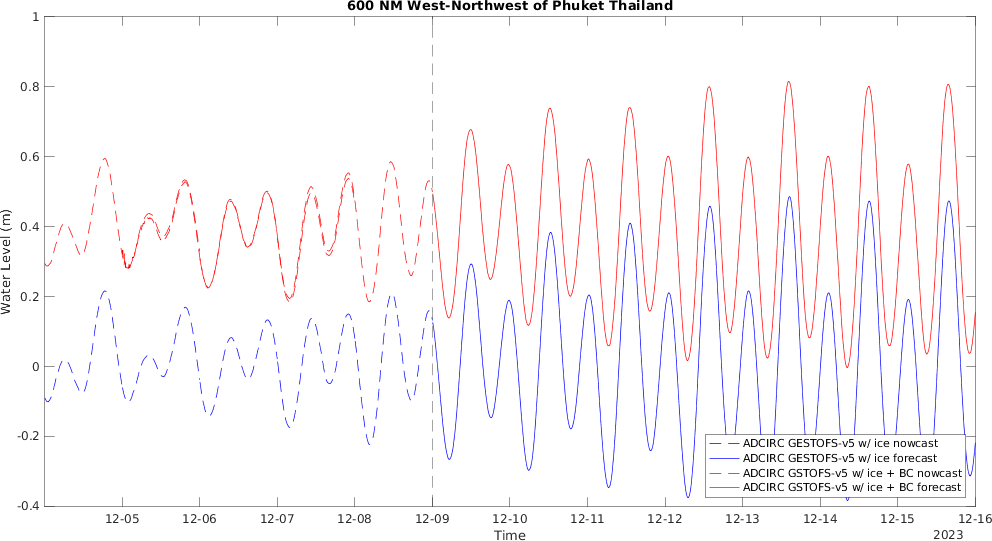 600 NM West-Northwest of Phuket Thailand
Water Level (m)
1
0.8
0.6
0.4
0.2
0
-0.2
-0.4
ADCIRC GESTOFS-v5 w/ ice nowcast
ADCIRC GESTOFS-v5 w/ ice forecast
ADCIRC GSTOFS-v5 w/ ice + BC nowcast
ADCIRC GSTOFS-v5 w/ ice + BC forecast
12-05 12-06 12-07 12-08 12-09 12-10 12-11 12-12 12-13 12-14 12-15 12-16
Time
2023